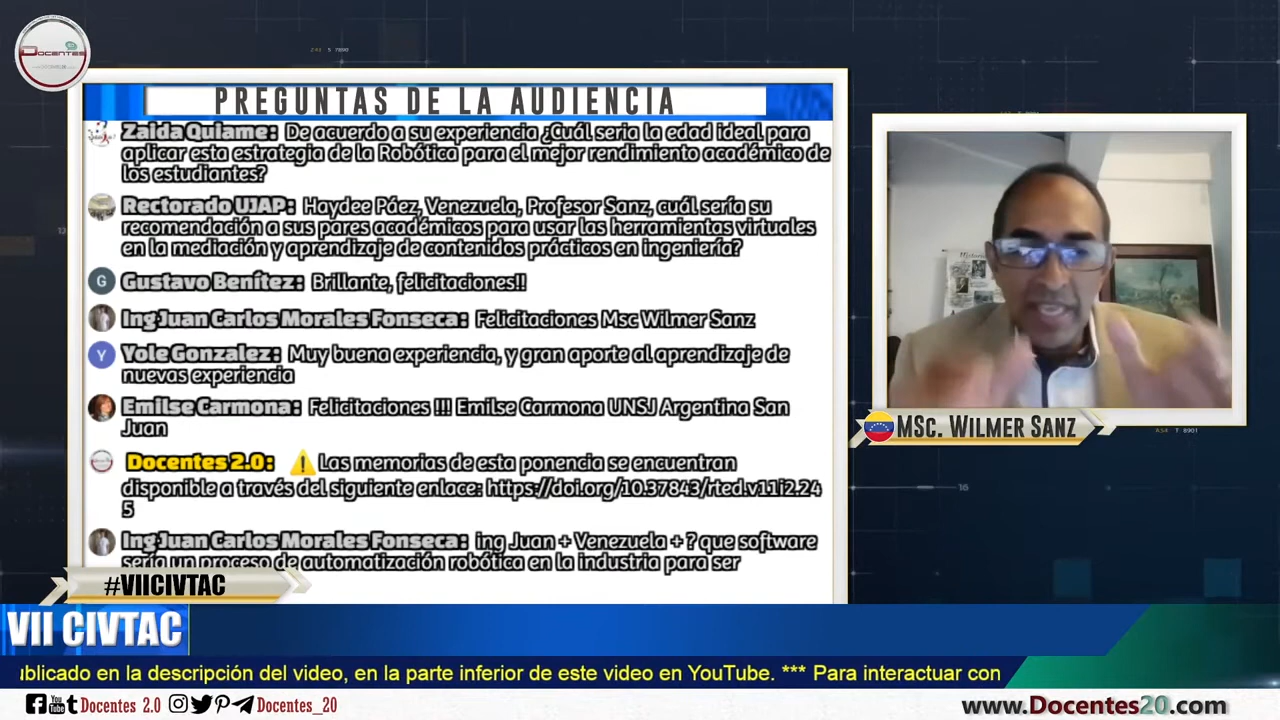 DOCENTES
PREGUNTAS DE LA AUDIENCIA
Zaida Quiame: De acuerdo a su experiencia ¿Cuál seria la edad ideal para
aplicar esta estrategia de la Robótica para el mejor rendimiento académico de
los estudiantes?
Rectorado UJAP: Haydee Páez, Venezuela, Profesor Sanz, cuál sería su
recomendación a sus pares académicos para usar las herramientas virtuales
en la mediación y aprendizaje de contenidos prácticos en ingeniería?
G
Gustavo Benítez: Brillante, felicitaciones!!
Ing Juan Carlos Morales Fonseca: Felicitaciones Msc Wilmer Sanz
Y
Yole Gonzalez: Muy buena experiencia, y gran aporte al aprendizaje de
nuevas experiencia
Emilse Carmona: Felicitaciones !!! Emilse Carmona UNSJ Argentina San
Juan
Docentes 2.0: ⚠️Las memorias de esta ponencia se encuentran
disponible a través del siguiente enlace: https://doi.org/10.37843/rted.v11i2.24
5
Ing Juan Carlos Morales Fonseca: ing Juan + Venezuela + ? que software
sería un proceso de automatización robótica en la industria para ser
MSc. Wilmer Sanz
A54 T 8901
16
#VIICIVTAC
VII CIVTAC
ublicado en la descripción del video, en la parte inferior de este video en YouTube. *** Para interactuar con
Docentes 2.0
Docentes_20
www.Docentes20.com